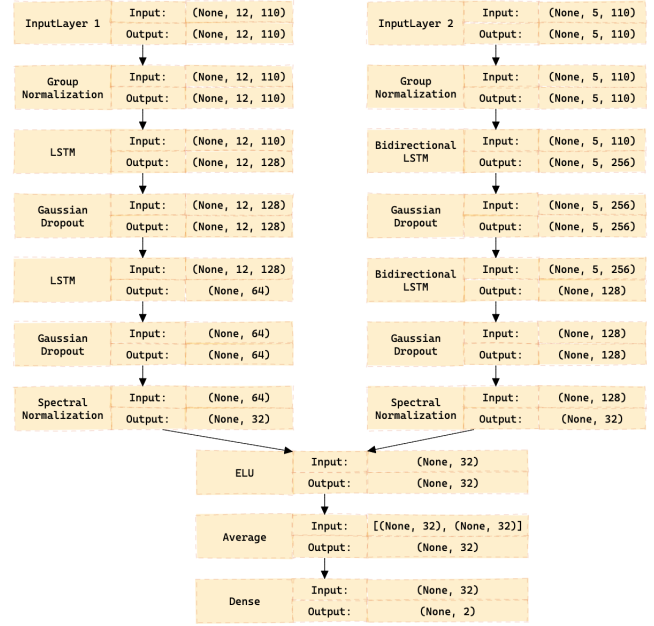 InputLayer 1
Input: (None, 12, 110)
Output: (None, 12, 110)
Group
Normalization
Input: (None, 12, 110)
Output: (None, 12, 110)
LSTM
Input: (None, 12, 110)
Output: (None, 12, 128)
Gaussian
Dropout
Input: (None, 12, 128)
Output: (None, 12, 128)
LSTM
Input: (None, 12, 128)
Output: (None, 64)
Gaussian
Dropout
Input: (None, 64)
Output: (None, 64)
Spectral
Normalization
Input: (None, 64)
Output: (None, 32)
InputLayer 2
Input: (None, 5, 110)
Output: (None, 5, 110)
Group
Normalization
Input: (None, 5, 110)
Output: (None, 5, 110)
Bidirectional
LSTM
Input: (None, 5, 110)
Output: (None, 5, 256)
Gaussian
Dropout
Input: (None, 5, 256)
Output: (None, 5, 256)
Bidirectional
LSTM
Input: (None, 5, 256)
Output: (None, 128)
Gaussian
Dropout
Input: (None, 128)
Output: (None, 128)
Spectral
Normalization
Input: (None, 128)
Output: (None, 32)
ELU
Input: (None, 32)
Output: (None, 32)
Average
Input: [(None, 32), (None, 32)]
Output: (None, 32)
Dense
Input: (None, 32)
Output: (None, 2)